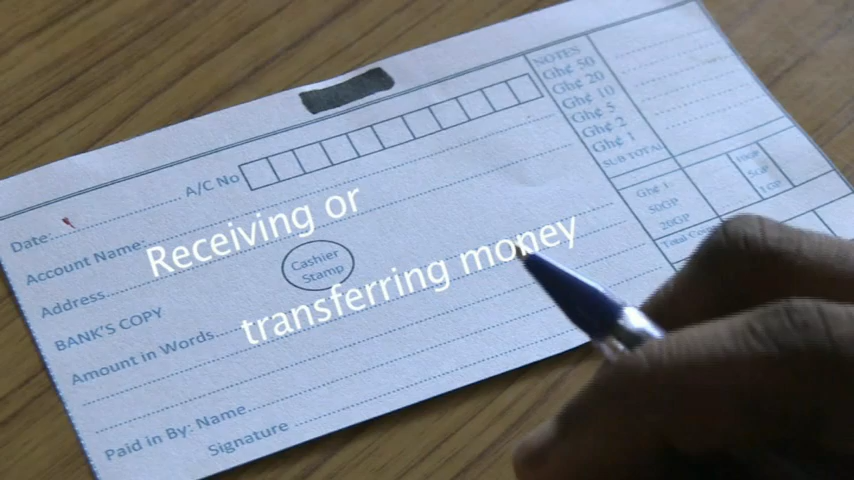 Date:
A/C No
Account Name:
Address
BANK'S COPY
Amount in Words
Paid in By: Name
Signature
Cashier
Stamp
Receiving or
transferring money
NOTES
Gh¢ 50
Gh¢ 20
Gh¢ 10
Gh¢ 5
Gh¢ 2
Gh¢ 1
SUB TOTAL
Gh¢ 1
50GP
20GP
10GP
5GP
1GP